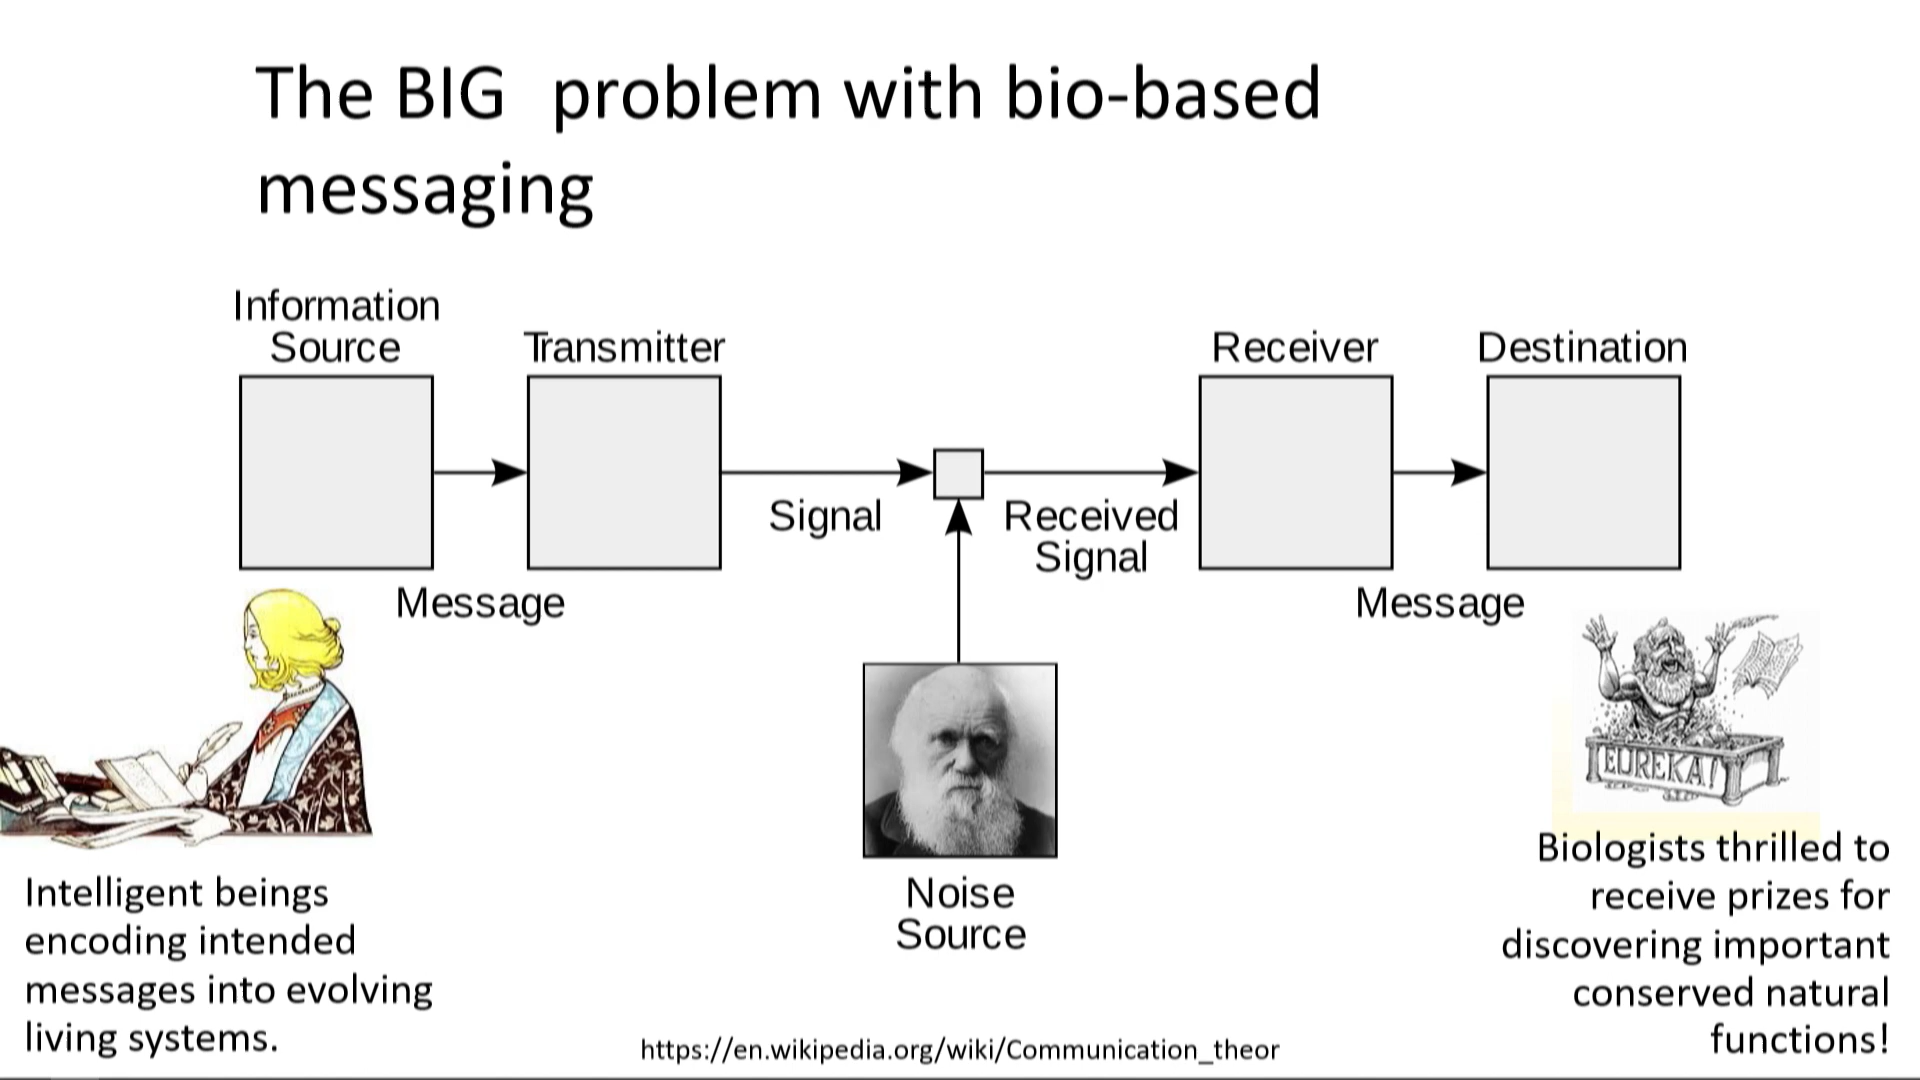 The BIG problem with bio-based
messaging
Information
Source
Transmitter
Receiver
Destination
Signal
Received
Signal
Message
Message
EUREKA!
Noise
Source
Intelligent beings
encoding intended
messages into evolving
living systems.
Biologists thrilled to
receive prizes for
discovering important
conserved natural
functions!
https://en.wikipedia.org/wiki/Communication_theor